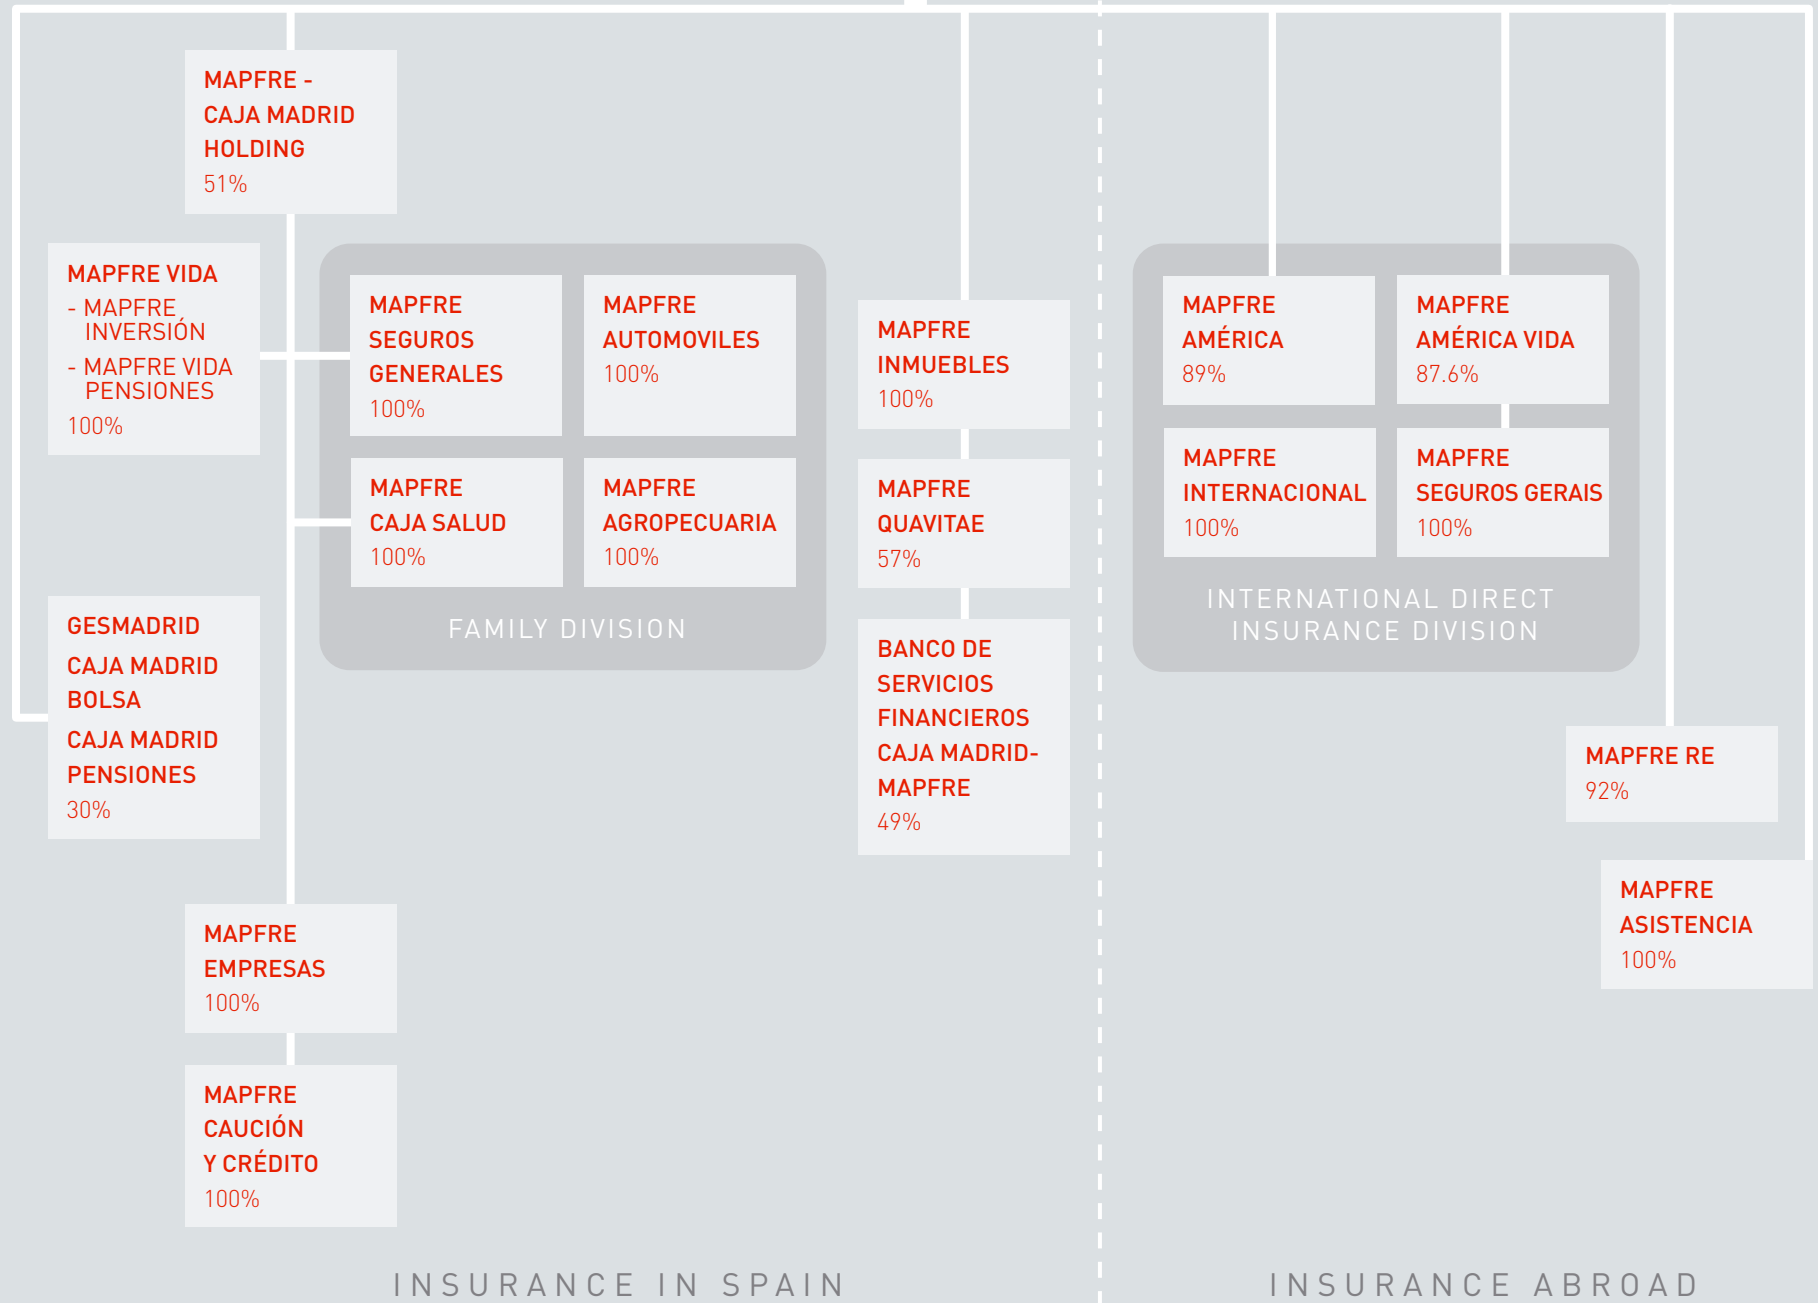 MAPFRE -
CAJA MADRID
HOLDING
51%
MAPFRE VIDA
- MAPFRE
INVERSIÓN
- MAPFRE VIDA
PENSIONES
100%
MAPFRE
SEGUROS
GENERALES
100%
MAPFRE
AUTOMOVILES
100%
MAPFRE
CAJA SALUD
100%
MAPFRE
AGROPECUARIA
100%
FAMILY DIVISION
GESMADRID
CAJA MADRID
BOLSA
CAJA MADRID
PENSIONES
30%
MAPFRE
EMPRESAS
100%
MAPFRE
CAUCIÓN
Y CRÉDITO
100%
MAPFRE
INMUEBLES
100%
MAPFRE
QUAVITAE
57%
BANCO DE
SERVICIOS
FINANCIEROS
CAJA MADRID-
MAPFRE
49%
INSURANCE IN SPAIN
MAPFRE
AMÉRICA
89%
MAPFRE
AMÉRICA VIDA
87.6%
MAPFRE
INTERNACIONAL
100%
MAPFRE
SEGUROS GERAIS
100%
INTERNATIONAL DIRECT
INSURANCE DIVISION
MAPFRE RE
92%
MAPFRE
ASISTENCIA
100%
INSURANCE ABROAD